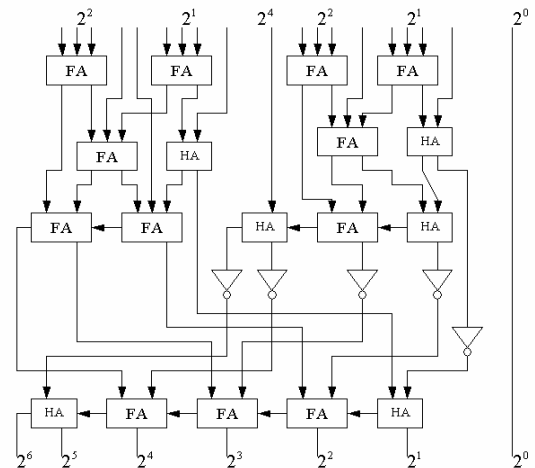 2² 2¹ 2⁴ 2² 2¹ 2⁰
FA FA FA FA
FA HA FA HA
FA FA HA FA HA
HA FA FA FA HA
2⁶ 2⁵ 2⁴ 2³ 2² 2¹ 2⁰